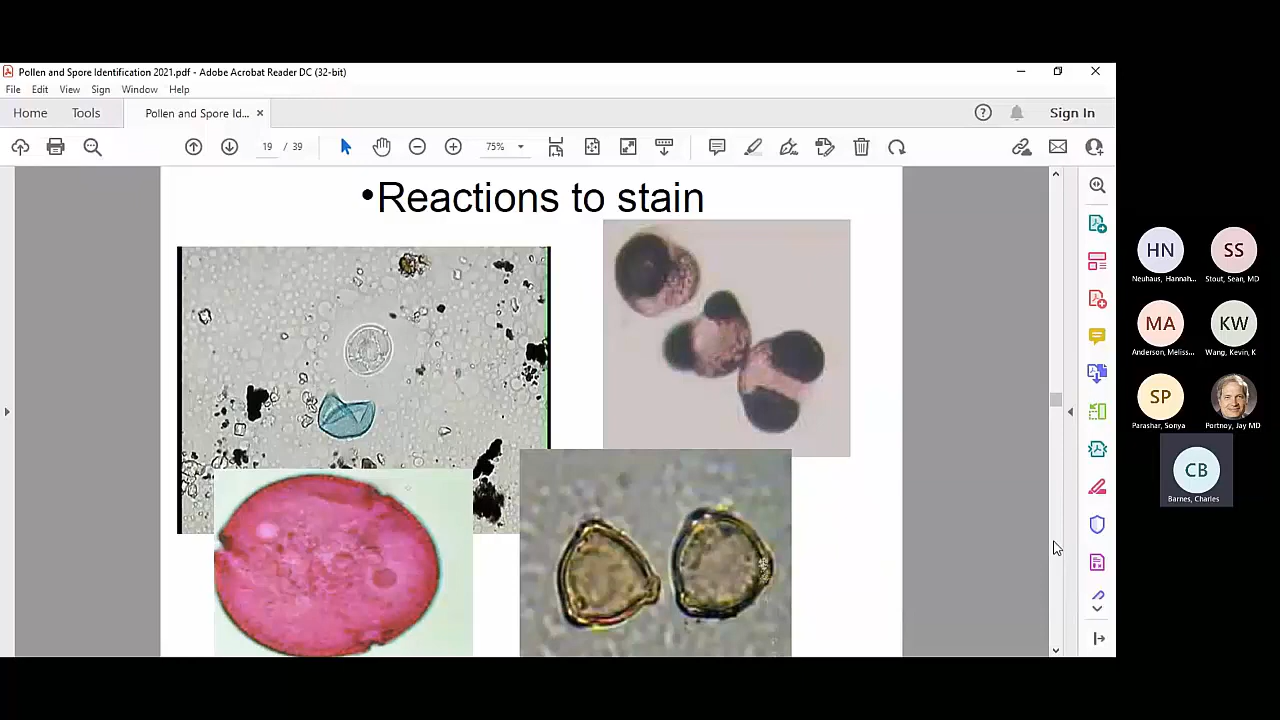 Pollen and Spore Identification 2021.pdf - Adobe Acrobat Reader DC (32-bit)
File Edit View Sign Window Help
Home Tools Pollen and Spore Id... × Sign In
19 / 39 75%
•Reactions to stain
HN SS
Neuhaus, Hannah... Stout, Sean, MD
MA KW
Anderson, Meliss... Wang, Kevin, K
SP
Parashar, Sonya Portnoy, Jay MD
CB
Barnes, Charles